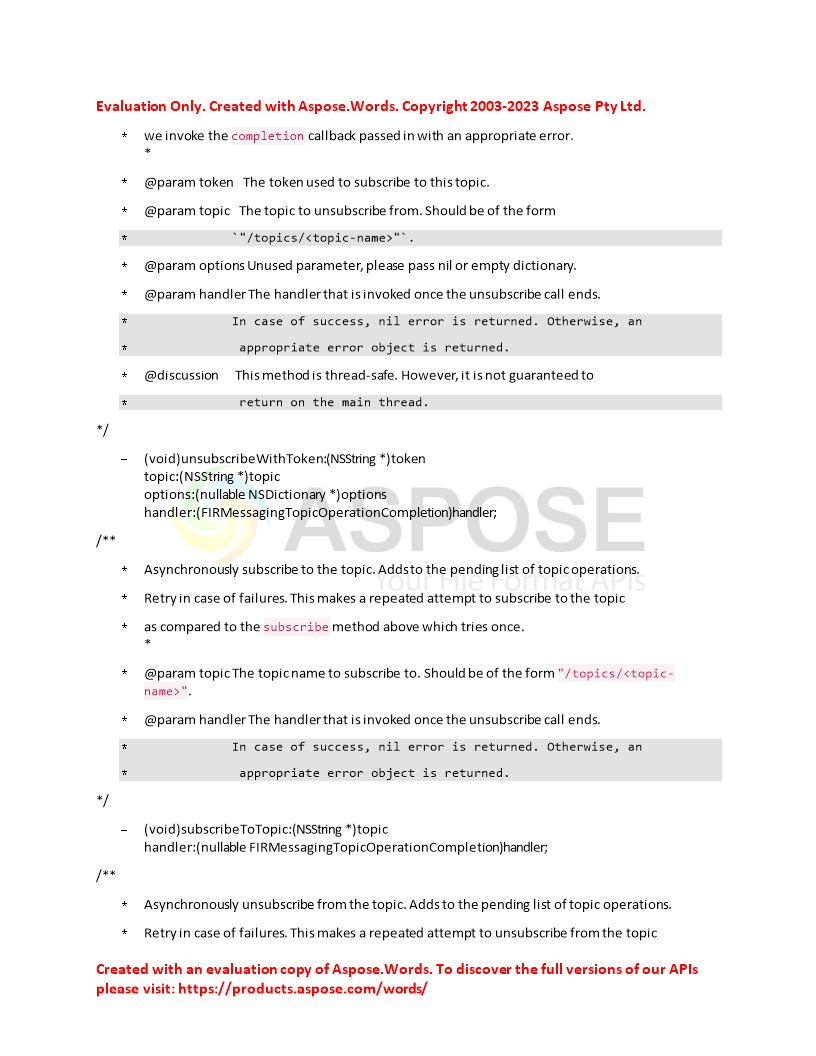 Evaluation Only. Created with Aspose.Words. Copyright 2003-2023 Aspose Pty Ltd.
* we invoke the completion callback passed in with an appropriate error.
*
* @param token The token used to subscribe to this topic.
* @param topic The topic to unsubscribe from. Should be of the form
* `"/topics/<topic-name>"`.
* @param options Unused parameter, please pass nil or empty dictionary.
* @param handler The handler that is invoked once the unsubscribe call ends.
* In case of success, nil error is returned. Otherwise, an
* appropriate error object is returned.
* @discussion This method is thread-safe. However, it is not guaranteed to
* return on the main thread.
*/
– (void)unsubscribeWithToken:(NSString *)token
topic:(NSString *)topic
options:(nullable NSDictionary *)options
handler:(FIRMessagingTopicOperationCompletion)handler;
ASPOSE
Your File Format APIs
/**
* Asynchronously subscribe to the topic. Adds to the pending list of topic operations.
* Retry in case of failures. This makes a repeated attempt to subscribe to the topic
* as compared to the subscribe method above which tries once.
*
* @param topic The topic name to subscribe to. Should be of the form "/topics/<topic-
name>".
* @param handler The handler that is invoked once the unsubscribe call ends.
* In case of success, nil error is returned. Otherwise, an
* appropriate error object is returned.
*/
– (void)subscribeToTopic:(NSString *)topic
handler:(nullable FIRMessagingTopicOperationCompletion)handler;
/**
* Asynchronously unsubscribe from the topic. Adds to the pending list of topic operations.
* Retry in case of failures. This makes a repeated attempt to unsubscribe from the topic
Created with an evaluation copy of Aspose.Words. To discover the full versions of our APIs
please visit: https://products.aspose.com/words/